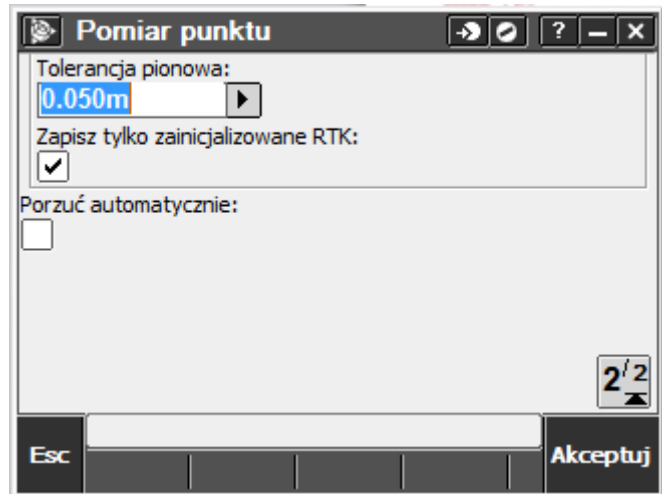 Pomiar punktu
?
Tolerancja pionowa:
0.050m
Zapisz tylko zainicjalizowane RTK:
Porzuć automatycznie:
2/2
Esc
Akceptuj